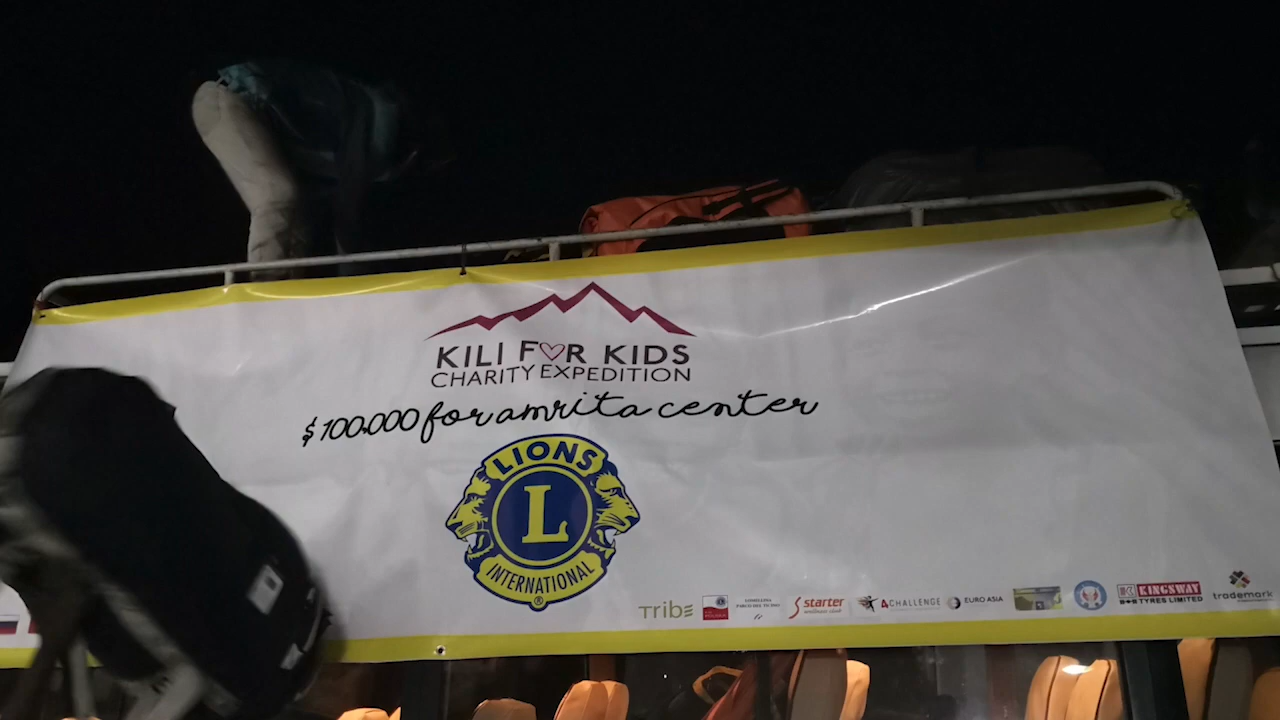 KILI FOR KIDS
CHARITY EXPEDITION
$100.000 for amrita center
LIONS
L
INTERNATIONAL
®
TRIBE
starter
4CHALLENGE
EURO ASIA
K KINGSWAY
TYRES LIMITED
trademark